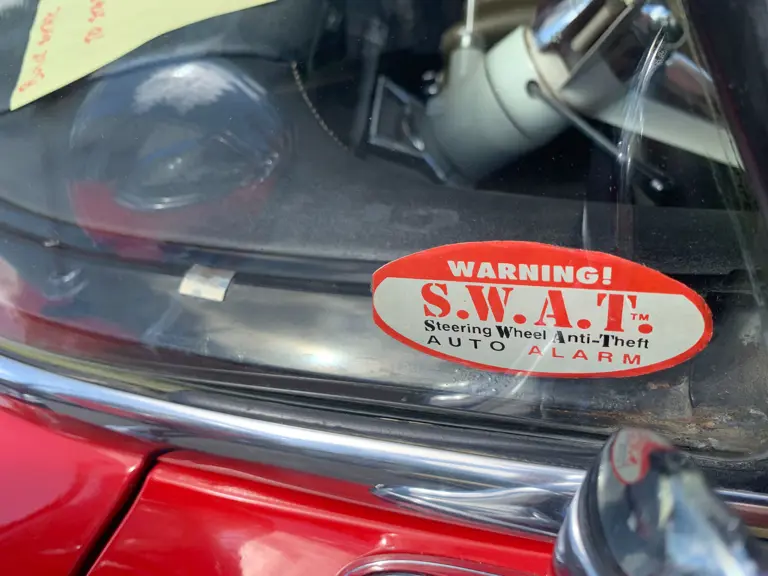 WARNING!
S.W.A.T.™
Steering Wheel Anti-Theft
AUTO ALARM